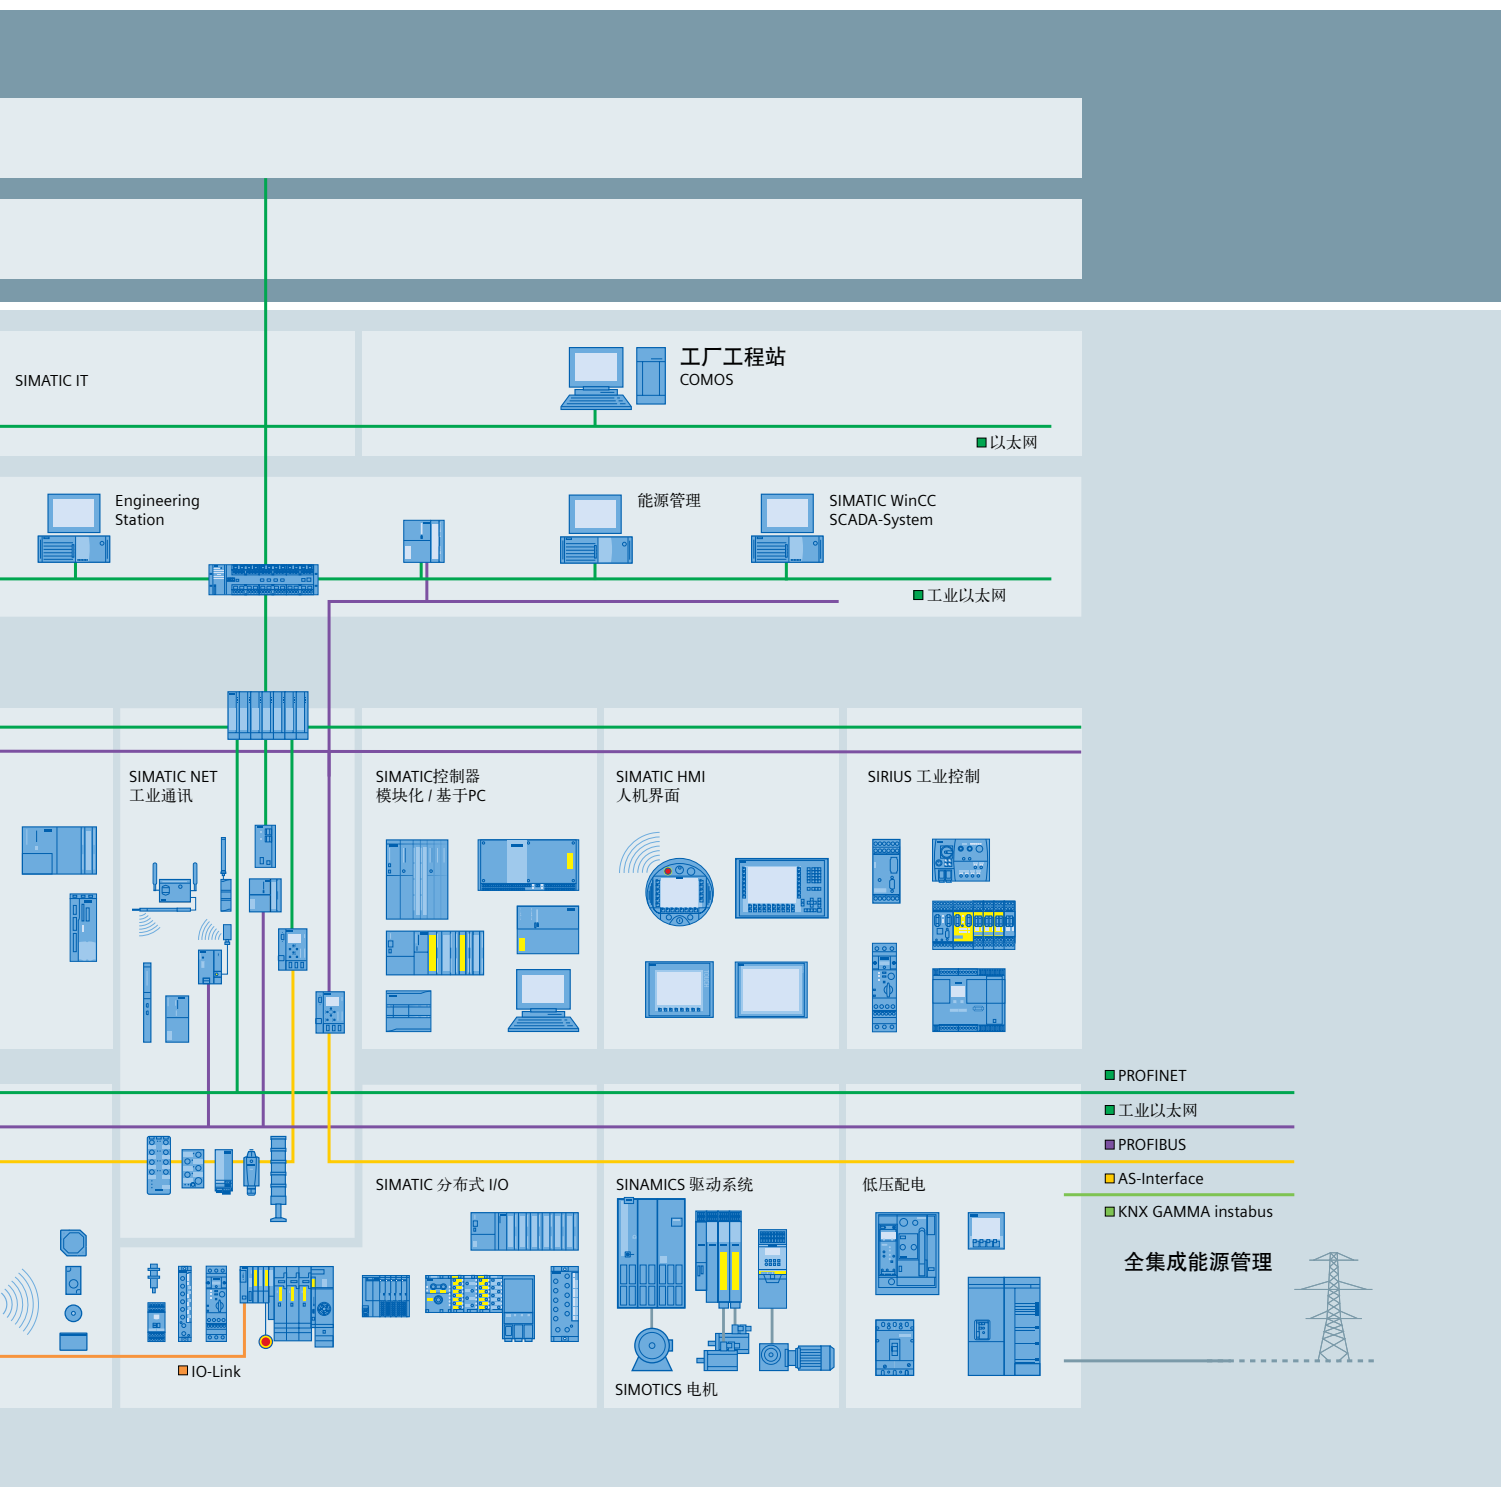 SIMATIC IT
工厂工程站
COMOS
以太网
Engineering
Station
能源管理
SIMATIC WinCC
SCADA-System
工业以太网
SIMATIC NET
工业通讯
SIMATIC控制器
模块化 / 基于PC
SIMATIC HMI
人机界面
SIRIUS 工业控制
PROFINET
工业以太网
PROFIBUS
AS-Interface
KNX GAMMA instabus
SIMATIC 分布式 I/O
SINAMICS 驱动系统
低压配电
全集成能源管理
IO-Link
SIMOTICS 电机